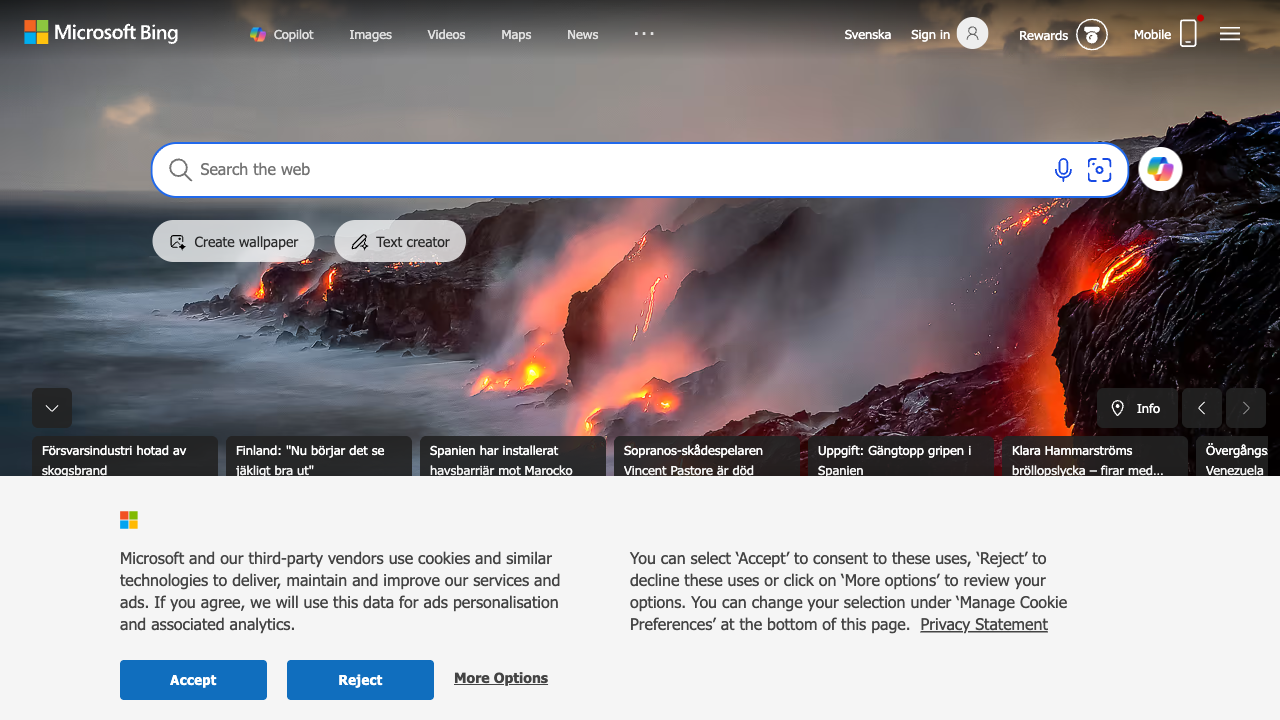 Microsoft Bing
Copilot
Images
Videos
Maps
News
Svenska
Sign in
Rewards
Mobile
Search the web
Create wallpaper
Text creator
Info
Försvarsindustri hotad av
skogsbrand
Finland: "Nu börjar det se
jäkligt bra ut"
Spanien har installerat
havsbarriär mot Marocko
Sopranos-skådespelaren
Vincent Pastore är död
Uppgift: Gängtopp gripen i
Spanien
Klara Hammarströms
bröllopslycka – firar med...
Övergångs
Venezuela
Microsoft and our third-party vendors use cookies and similar
technologies to deliver, maintain and improve our services and
ads. If you agree, we will use this data for ads personalisation
and associated analytics.
You can select ‘Accept’ to consent to these uses, ‘Reject’ to
decline these uses or click on ‘More options’ to review your
options. You can change your selection under ‘Manage Cookie
Preferences’ at the bottom of this page. Privacy Statement
Accept
Reject
More Options